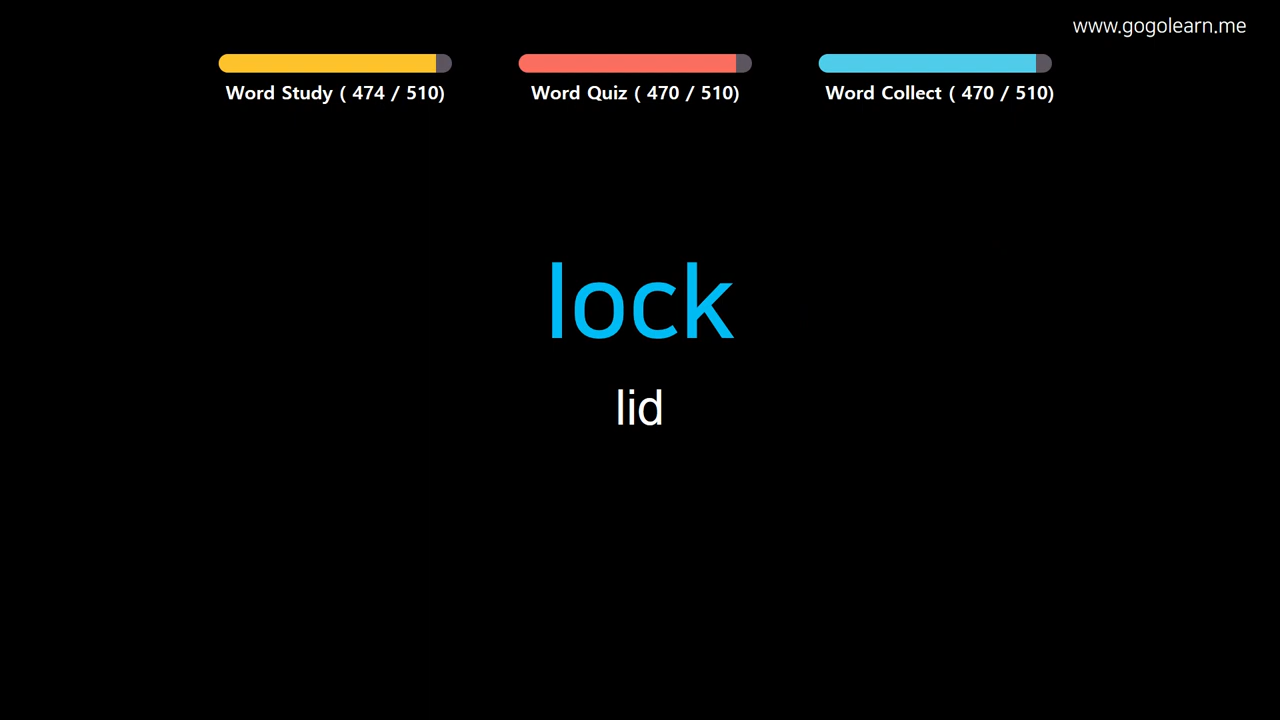 www.gogolearn.me
Word Study ( 474 / 510)
Word Quiz ( 470 / 510)
Word Collect ( 470 / 510)
lock
lid